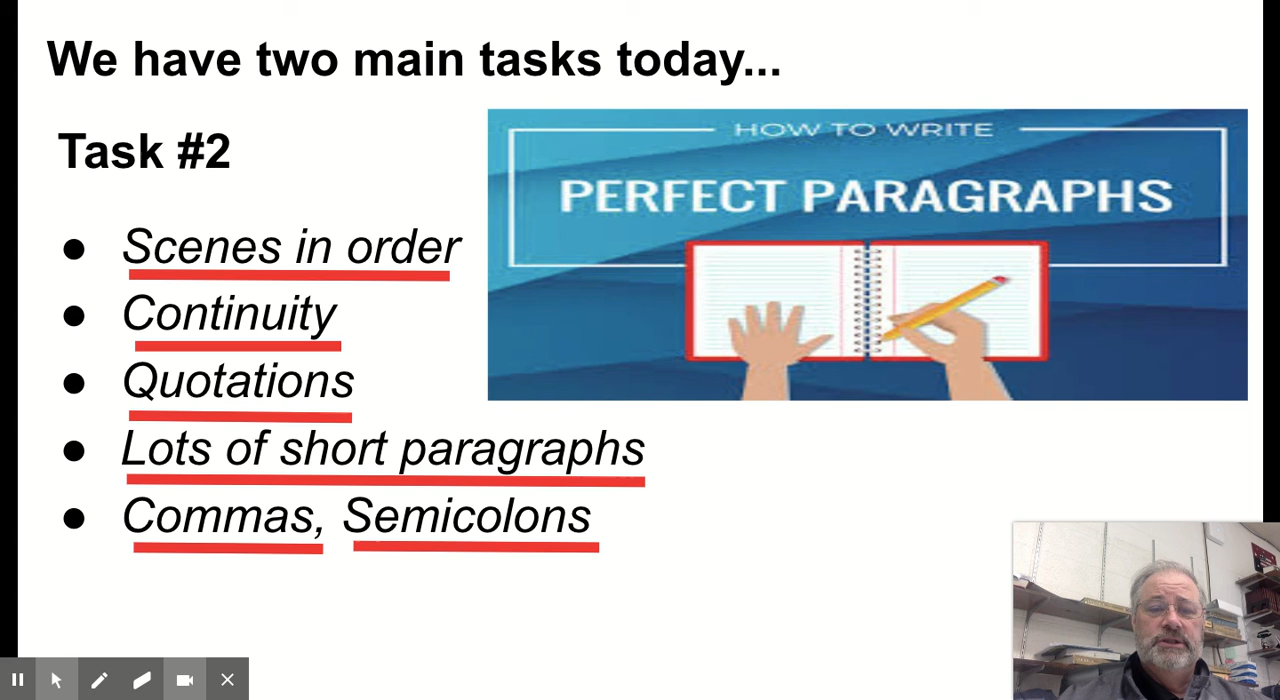 We have two main tasks today...
HOW TO WRITE
Task #2
PERFECT PARAGRAPHS
● Scenes in order
● Continuity
● Quotations
● Lots of short paragraphs
● Commas, Semicolons